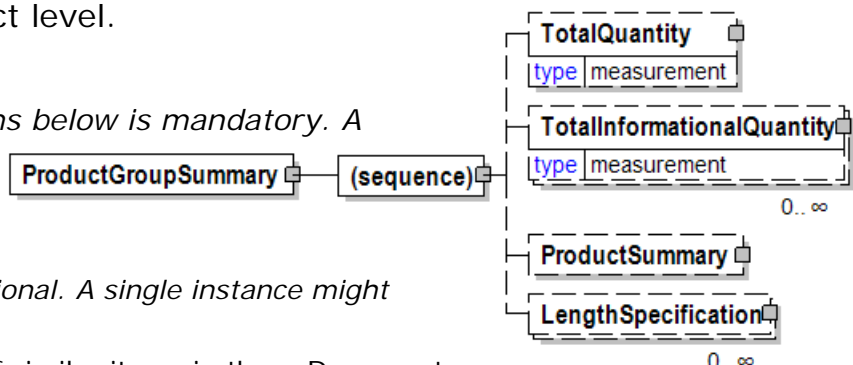 ct level.
ns below is mandatory. A
ional. A single instance might
ProductGroupSummary
(sequence)
TotalQuantity
type measurement
TotalInformationalQuantity
type measurement
0.. ∞
ProductSummary
LengthSpecification
0.. ∞